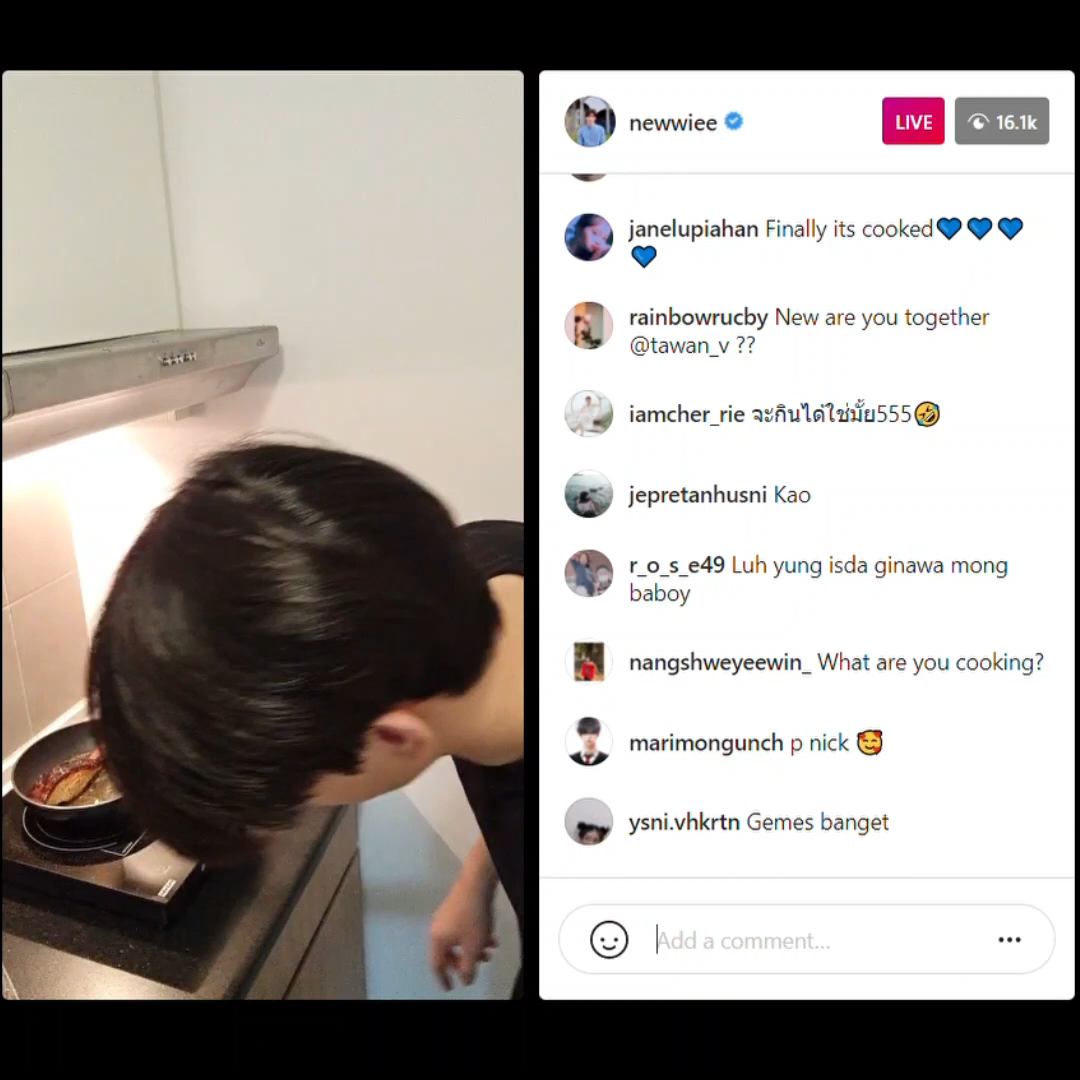 newwiee
LIVE
16.1k
janelupiahan Finally its cooked💙💙💙
💙
rainbowrucby New are you together
@tawan_v ??
iamcher_rie จะกินได้ใช่มั้ย555🤣
jepretanhusni Kao
r_o_s_e49 Luh yung isda ginawa mong
baboy
nangshweyeewin_ What are you cooking?
marimongunch p nick 🥰
ysni.vhkrtn Gemes banget
Add a comment...